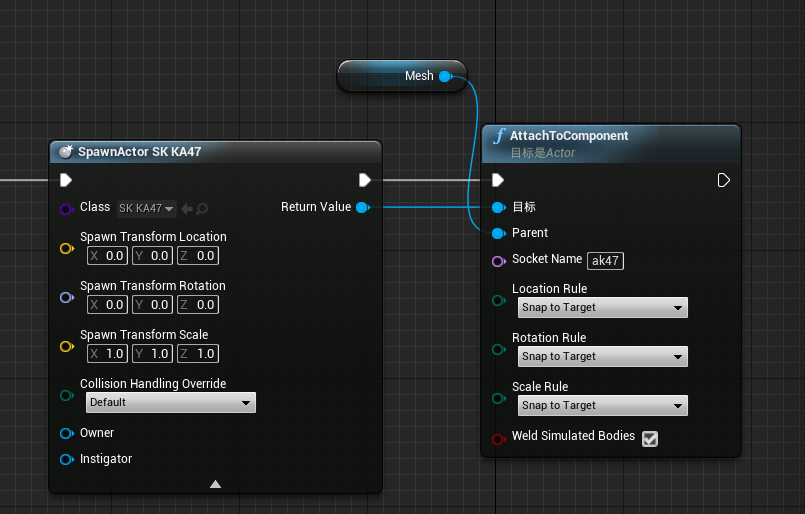 Mesh
SpawnActor SK KA47
Class SK KA47
Return Value
Spawn Transform Location
X 0.0 Y 0.0 Z 0.0
Spawn Transform Rotation
X 0.0 Y 0.0 Z 0.0
Spawn Transform Scale
X 1.0 Y 1.0 Z 1.0
Collision Handling Override
Default
Owner
Instigator
f AttachToComponent
目标是Actor
目标
Parent
Socket Name ak47
Location Rule
Snap to Target
Rotation Rule
Snap to Target
Scale Rule
Snap to Target
Weld Simulated Bodies